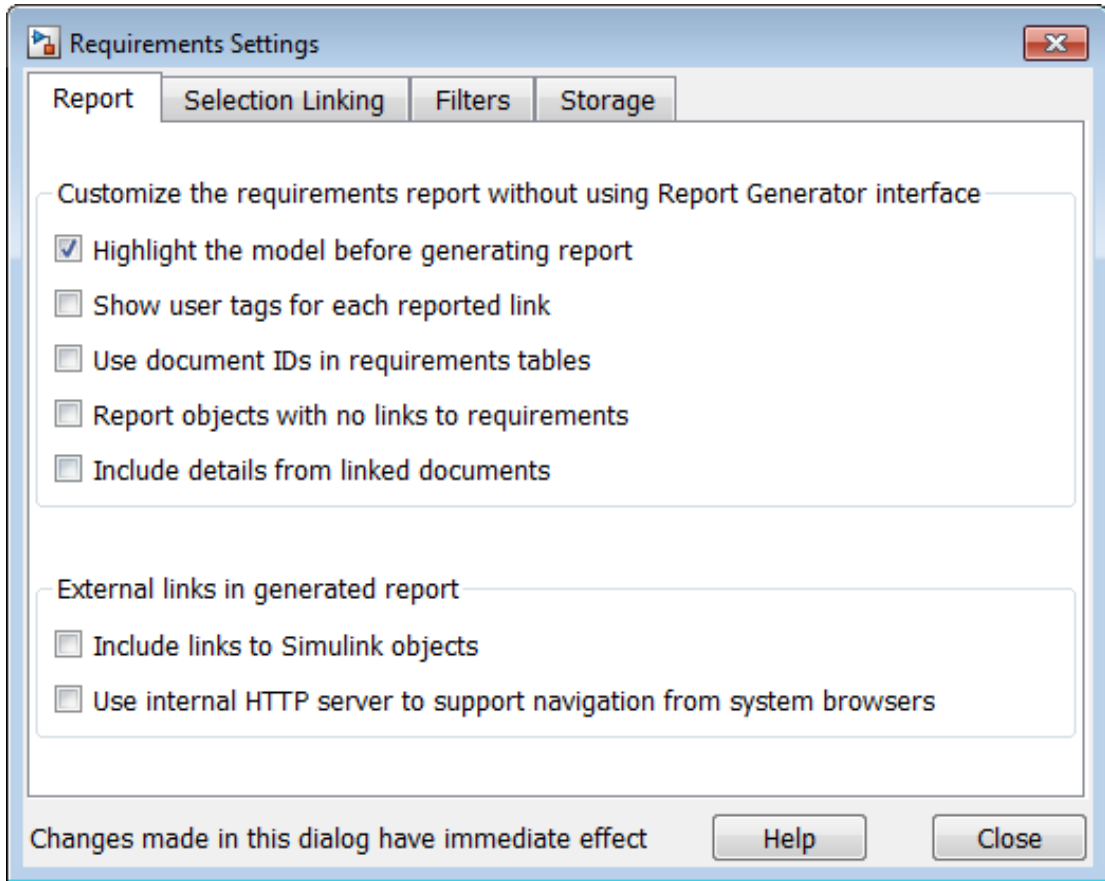 Requirements Settings
Report
Selection Linking
Filters
Storage
Customize the requirements report without using Report Generator interface
Highlight the model before generating report
Show user tags for each reported link
Use document IDs in requirements tables
Report objects with no links to requirements
Include details from linked documents
External links in generated report
Include links to Simulink objects
Use internal HTTP server to support navigation from system browsers
Changes made in this dialog have immediate effect
Help
Close